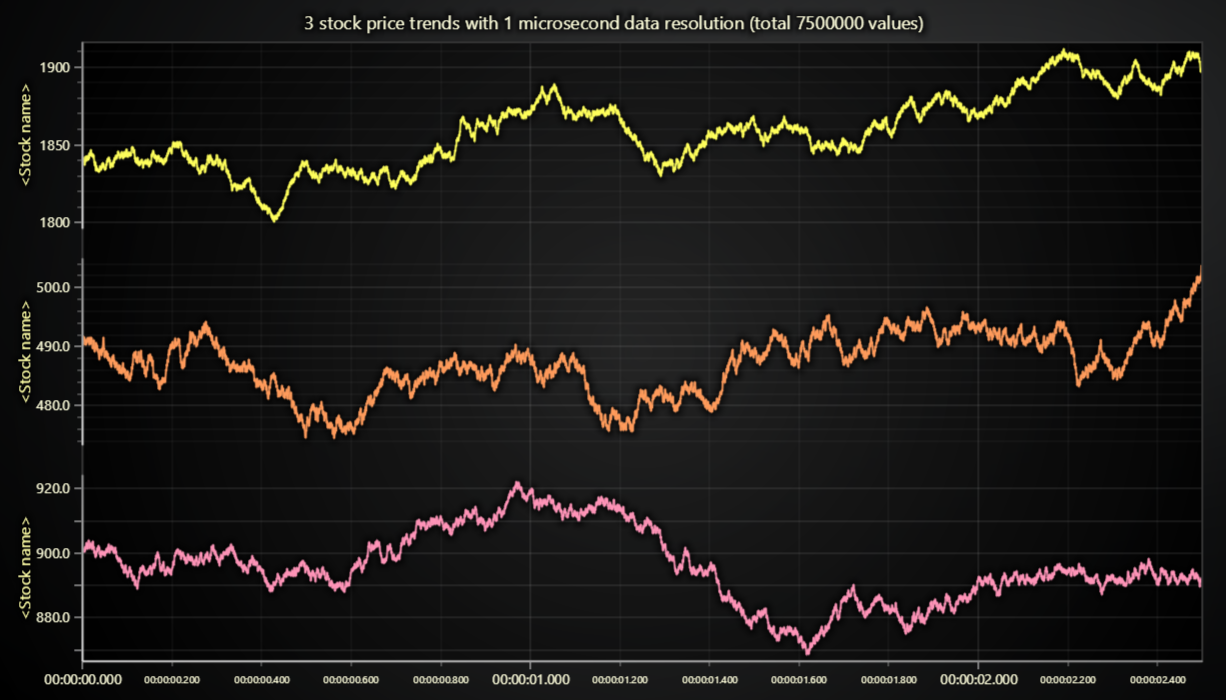 3 stock price trends with 1 microsecond data resolution (total 7500000 values)
<Stock name>
1900
1850
1800
<Stock name>
500.0
490.0
480.0
<Stock name>
920.0
900.0
880.0
00:00:00.000 00:00:00.200 00:00:00.400 00:00:00.600 00:00:00.800 00:00:01.000 00:00:01.200 00:00:01.400 00:00:01.600 00:00:01.800 00:00:02.000 00:00:02.200 00:00:02.400